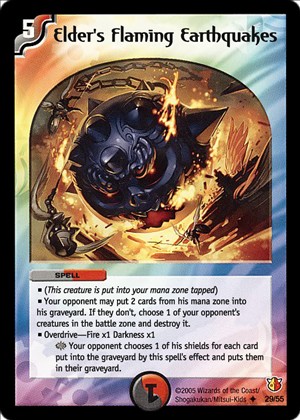 5
Elder's Flaming Earthquakes
SPELL
▪ (This creature is put into your mana zone tapped)
▪ Your opponent may put 2 cards from his mana zone into
his graveyard. If they don't, choose 1 of your opponent's
creatures in the battle zone and destroy it.
▪ Overdrive—Fire x1 Darkness x1
Your opponent chooses 1 of his shields for each card
put into the graveyard by this spell's effect and puts them
in their graveyard.
1
©2005 Wizards of the Coast/
Shogakukan/Mitsui-Kids ♦ 29/55